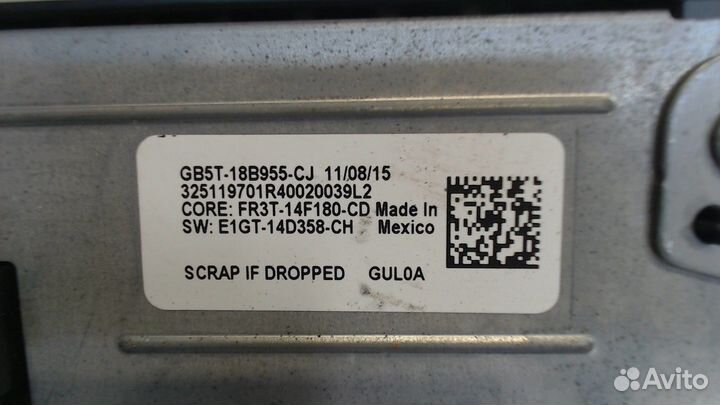 GB5T-18B955-CJ 11/08/15
325119701R40020039L2
CORE: FR3T-14F180-CD Made In
SW: E1GT-14D358-CH Mexico
SCRAP IF DROPPED GUL0A
Avito